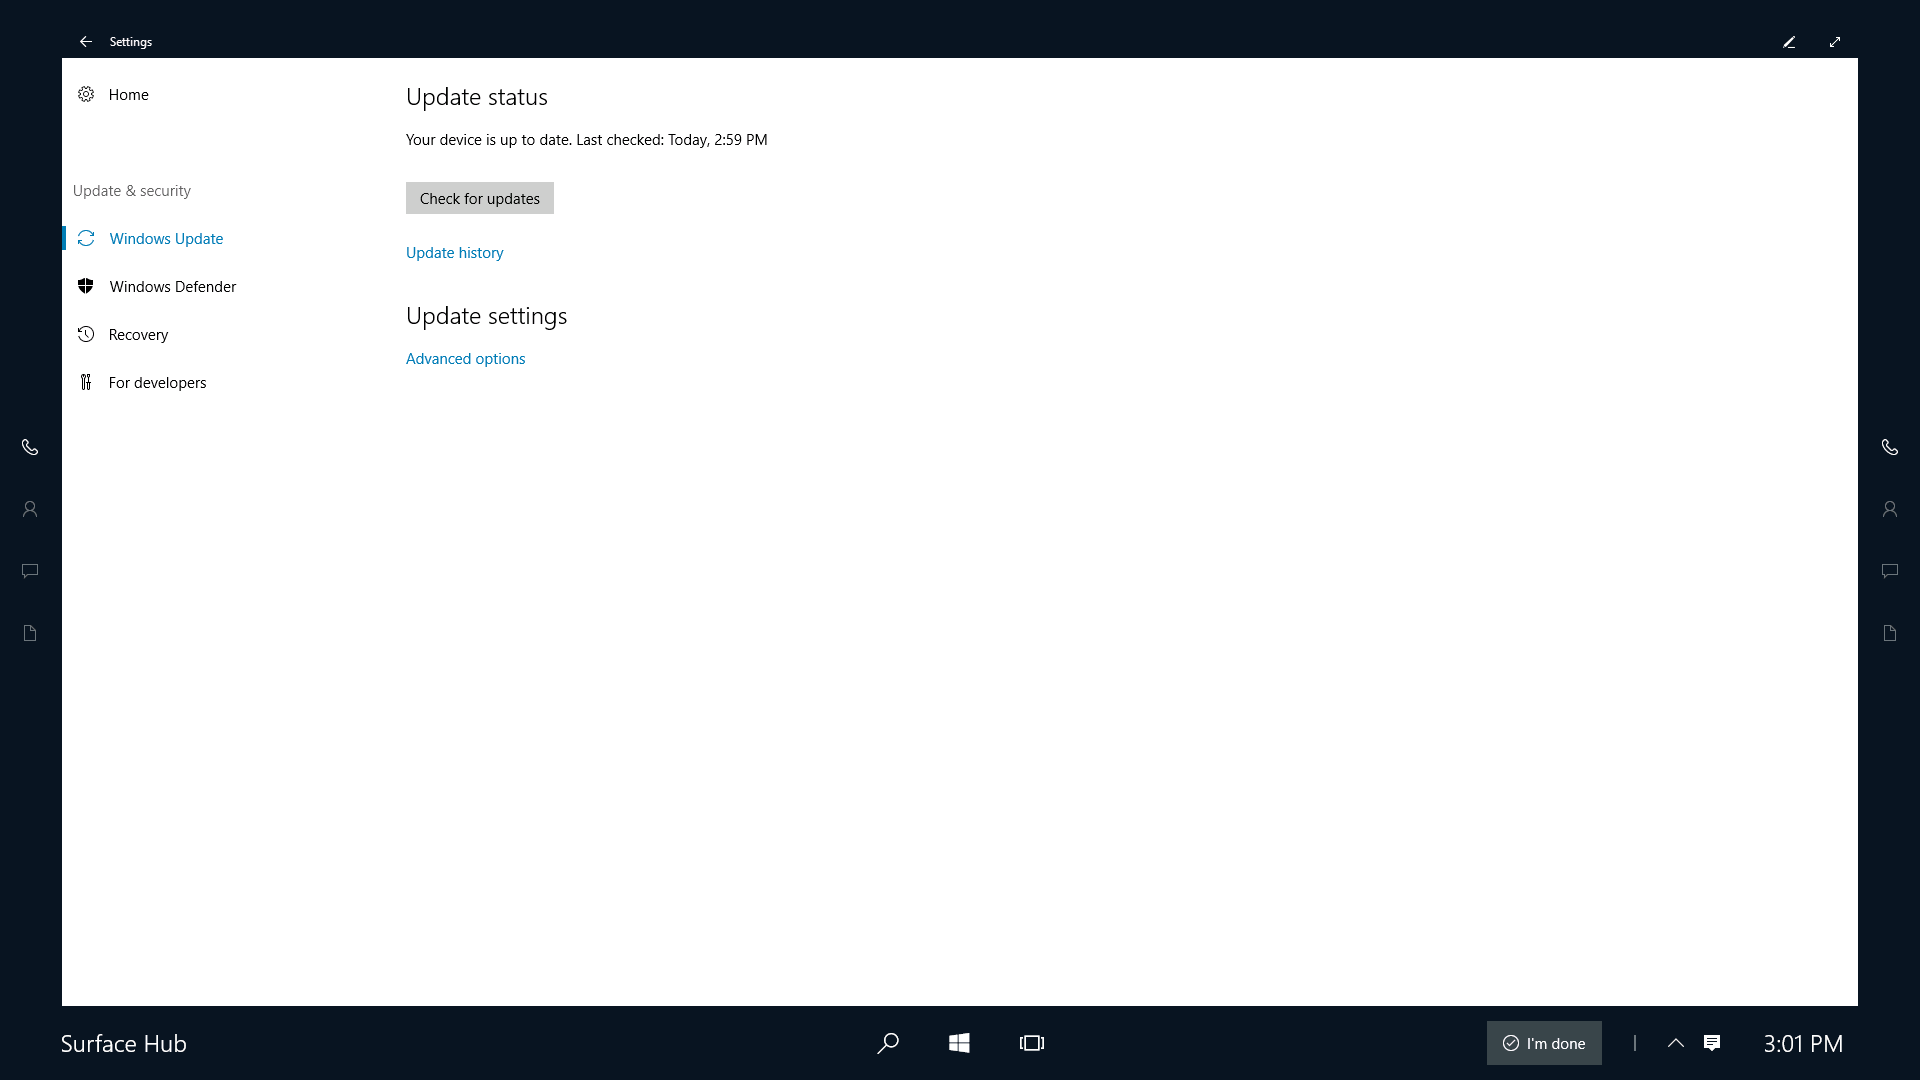 Settings
Home
Update & security
Windows Update
Windows Defender
Recovery
For developers
Update status
Your device is up to date. Last checked: Today, 2:59 PM
Check for updates
Update history
Update settings
Advanced options
Surface Hub
I'm done
3:01 PM